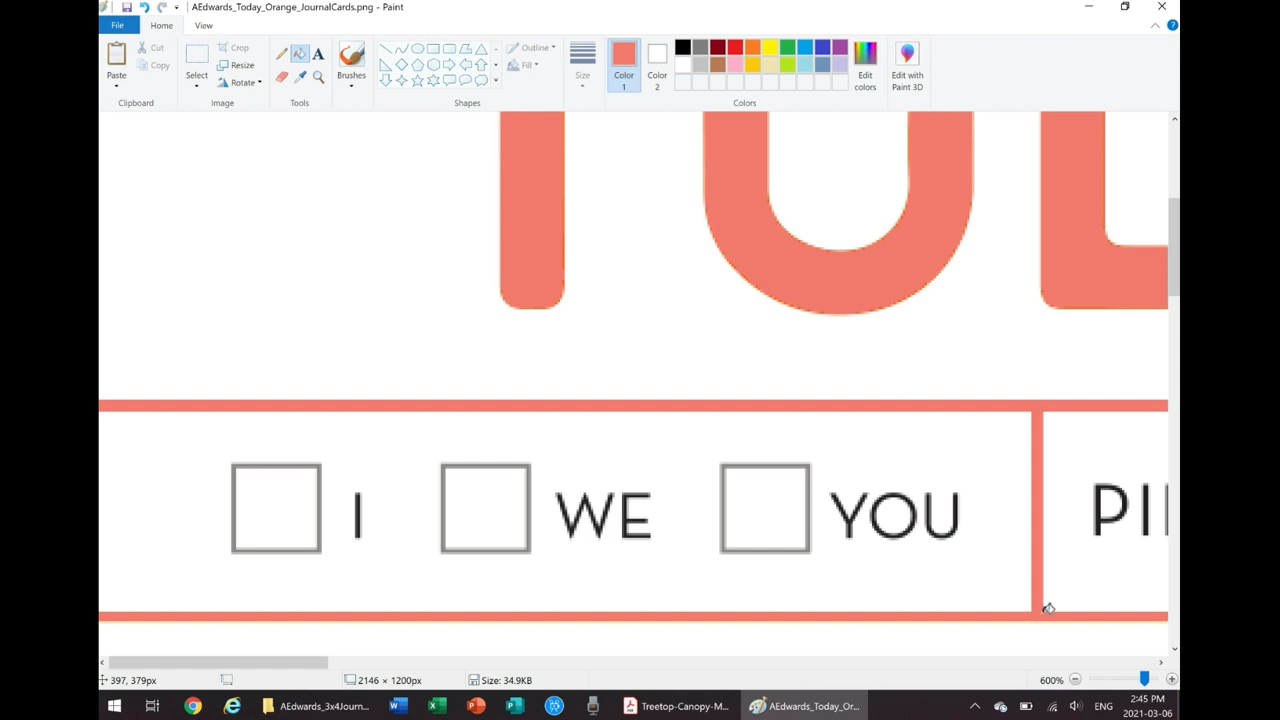 AEdwards_Today_Orange_JournalCards.png - Paint
File Home View
Paste
Cut
Copy
Clipboard
Select
Crop
Resize
Rotate
Image
A
Tools
Brushes
Shapes
Outline
Fill
Size
Color 1
Color 2
Colors
Edit colors
Edit with Paint 3D
I WE YOU PI
397, 379px
2146 × 1200px
Size: 34.9KB
600%
AEdwards_3x4Journ...
Treetop-Canopy-M...
AEdwards_Today_Or...
ENG
2:45 PM
2021-03-06